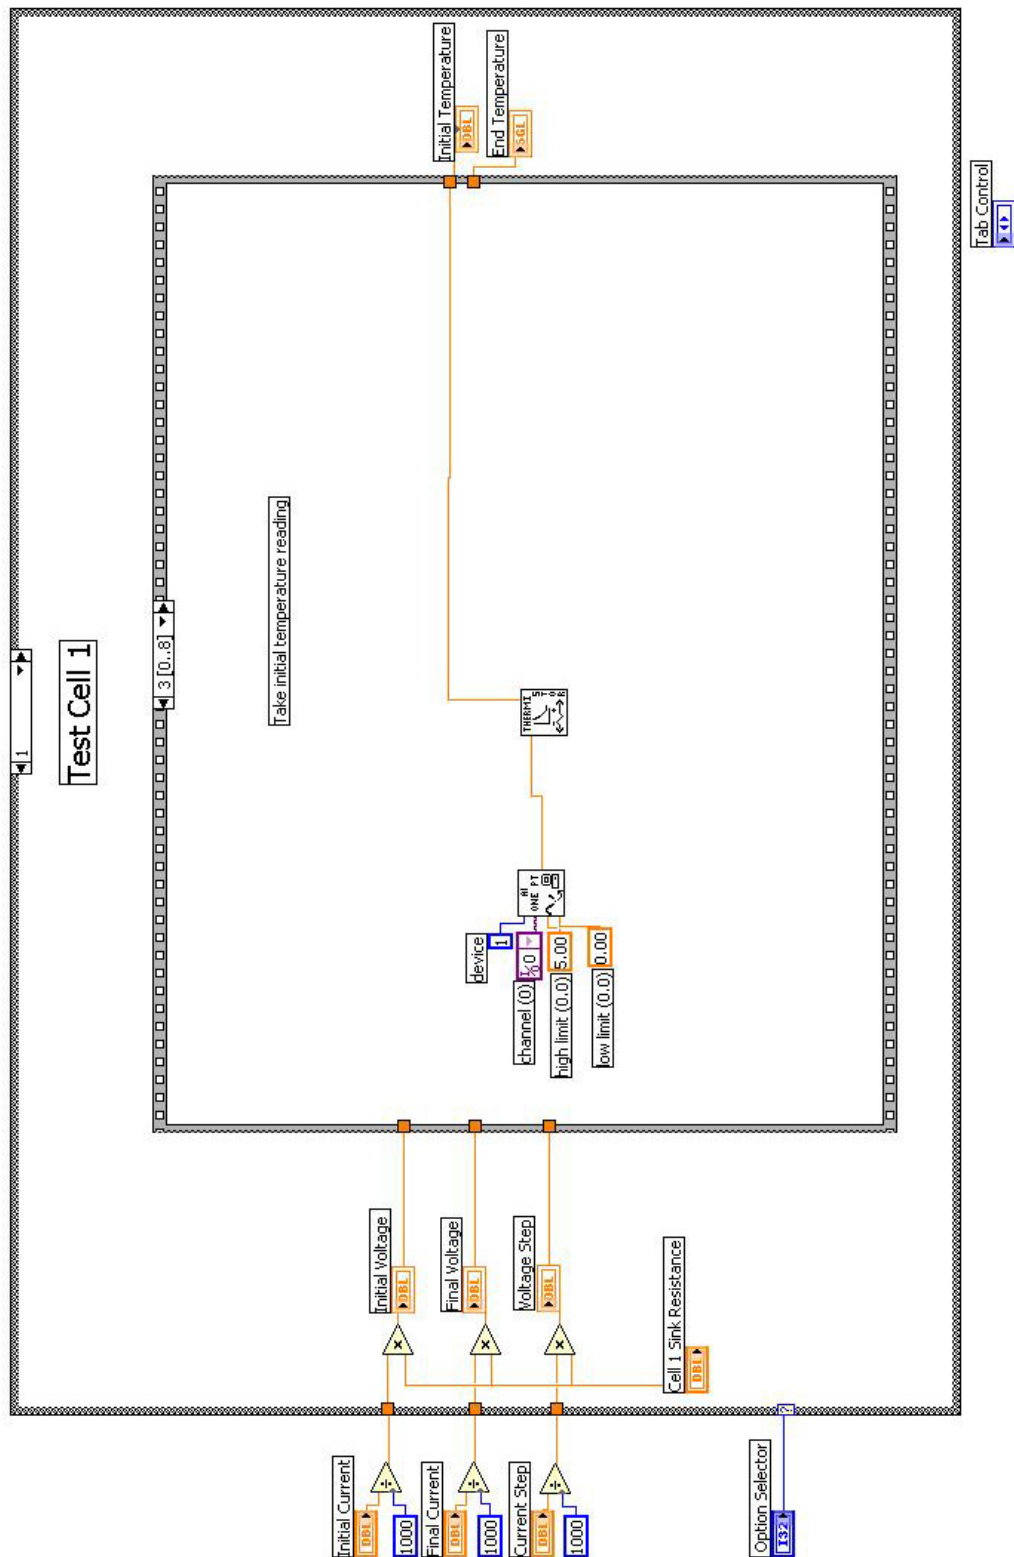 1
Test Cell 1
3 [0..8]
Take initial temperature reading
Initial Temperature
DBL
End Temperature
SGL
device
1
channel (0)
0
high limit (0.0)
5.00
low limit (0.0)
0.00
AI
ONE PT
THERMI
STOR
Initial Current
DBL
1000
Final Current
DBL
1000
Current Step
DBL
1000
Initial Voltage
DBL
Final Voltage
DBL
Voltage Step
DBL
Cell 1 Sink Resistance
DBL
Option Selector
I32
?
Tab Control